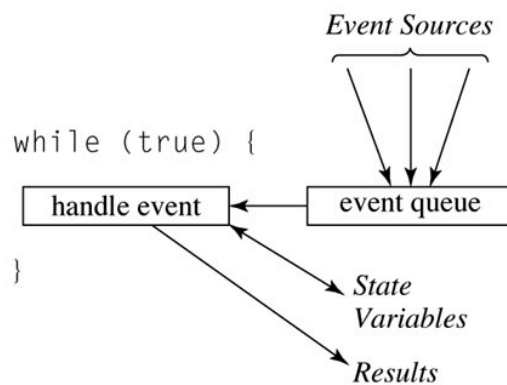 Event Sources
while (true) {
handle event
event queue
}
State
Variables
Results